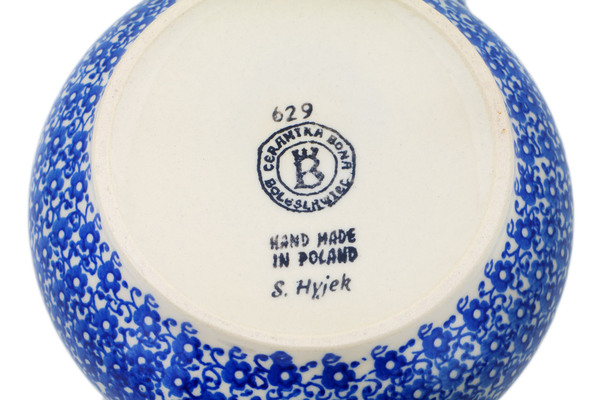 629
CERAMIKA BONA
B
BOLESŁAWIEC
HAND MADE
IN POLAND
S. Hyjek